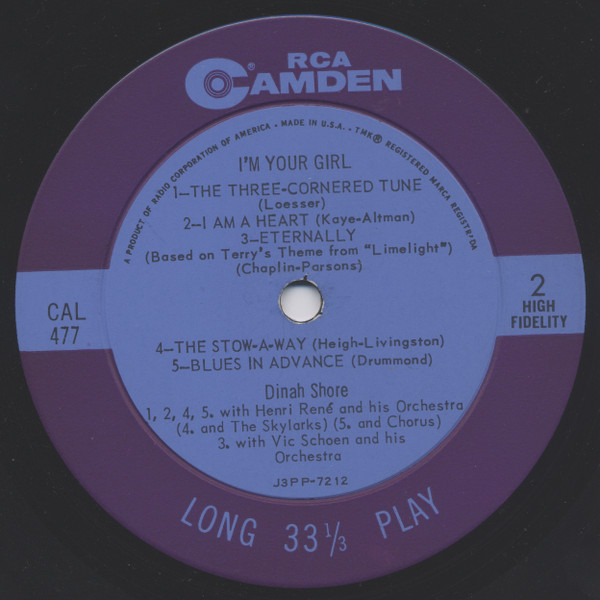 RCA
CAMDEN®
A PRODUCT OF RADIO CORPORATION OF AMERICA • MADE IN U.S.A. • TMK® REGISTERED MARCA REGISTRADA
I'M YOUR GIRL
1—THE THREE-CORNERED TUNE
(Loesser)
2—I AM A HEART (Kaye-Altman)
3—ETERNALLY
(Based on Terry's Theme from "Limelight")
(Chaplin-Parsons)
CAL
477
2
HIGH
FIDELITY
4—THE STOW-A-WAY (Heigh-Livingston)
5—BLUES IN ADVANCE (Drummond)
Dinah Shore
1, 2, 4, 5. with Henri René and his Orchestra
(4. and The Skylarks) (5. and Chorus)
3. with Vic Schoen and his
Orchestra
J3PP-7212
LONG 33 1/3 PLAY